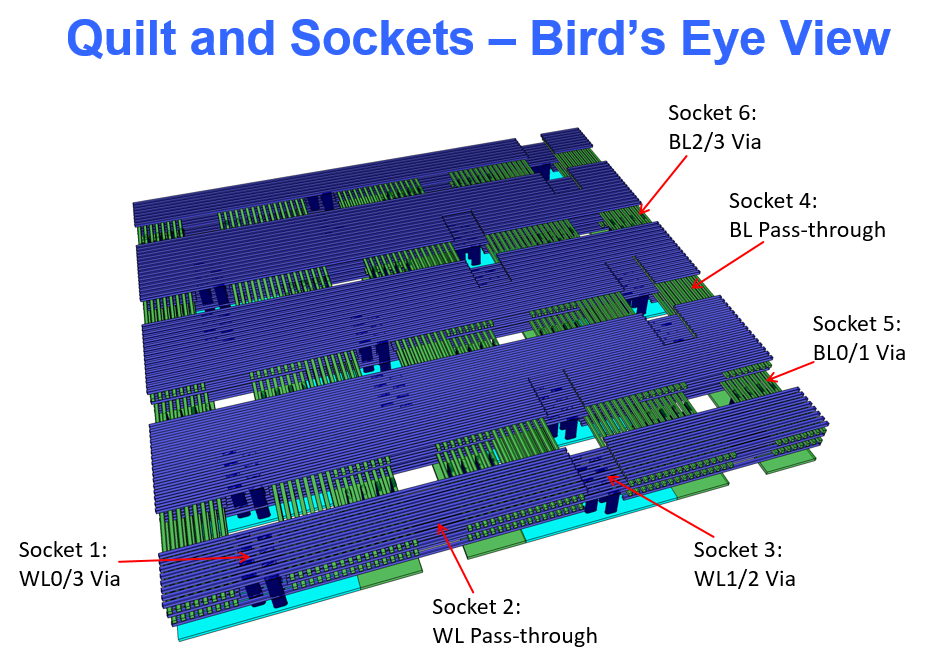 Quilt and Sockets – Bird’s Eye View
Socket 6:
BL2/3 Via
Socket 4:
BL Pass-through
Socket 5:
BL0/1 Via
Socket 1:
WL0/3 Via
Socket 3:
WL1/2 Via
Socket 2:
WL Pass-through